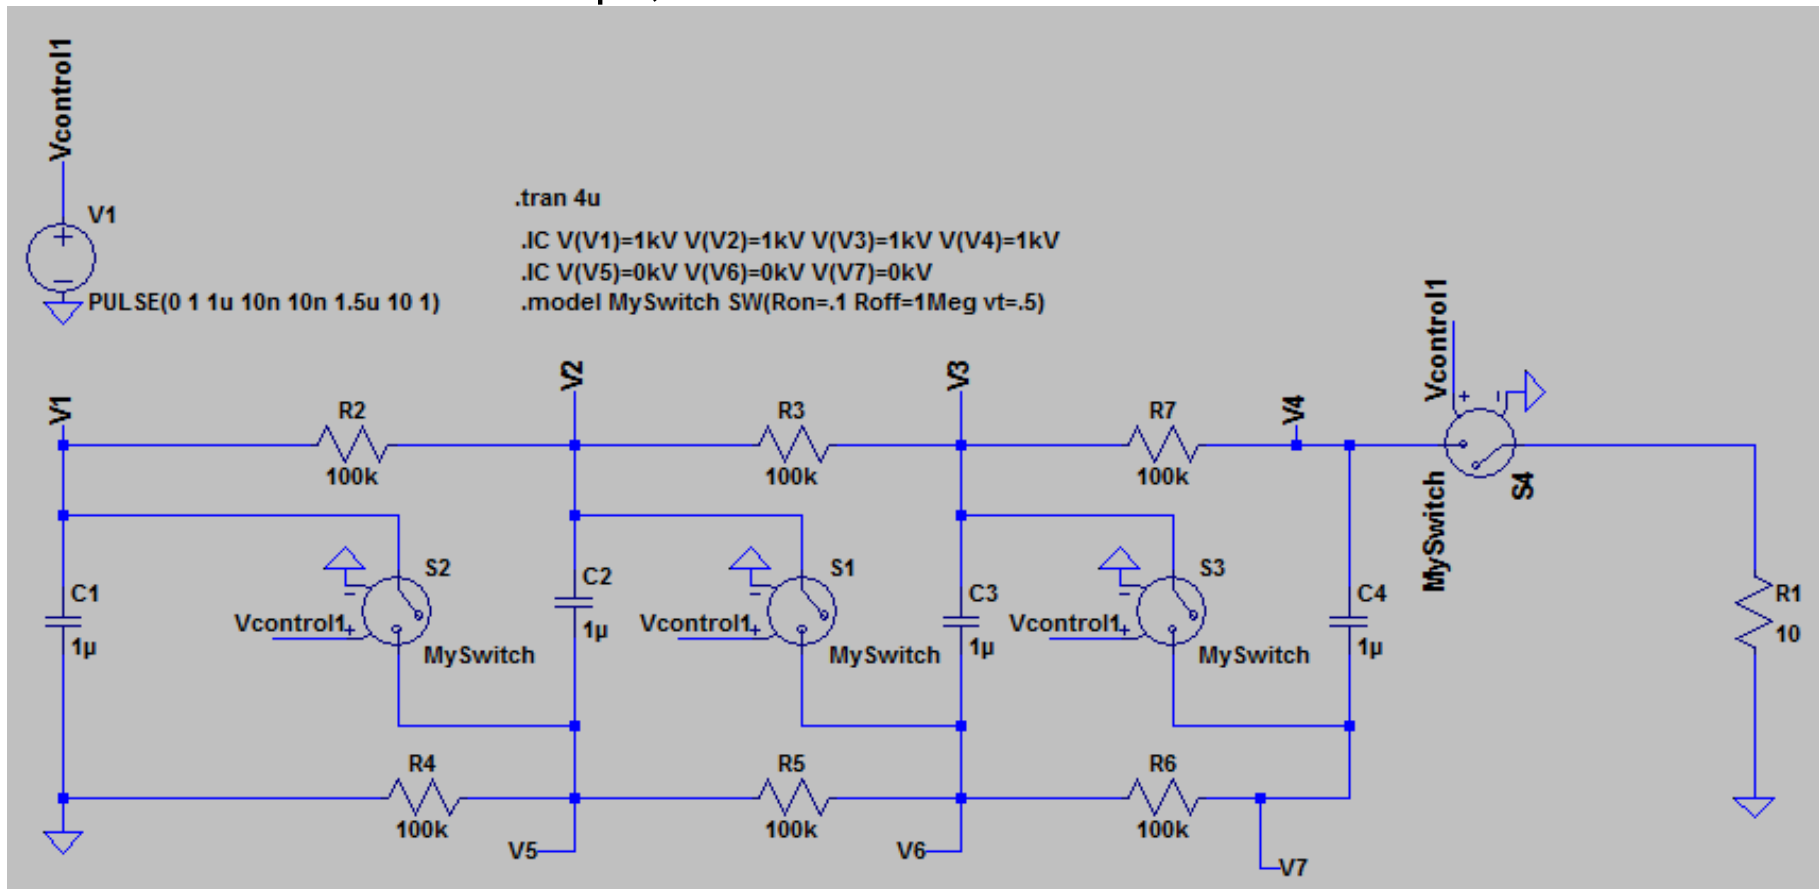 Vcontrol1
V1
PULSE(0 1 1u 10n 10n 1.5u 10 1)
.tran 4u
.IC V(V1)=1kV V(V2)=1kV V(V3)=1kV V(V4)=1kV
.IC V(V5)=0kV V(V6)=0kV V(V7)=0kV
.model MySwitch SW(Ron=.1 Roff=1Meg vt=.5)
Vcontrol1
V1
R2
100k
V2
R3
100k
V3
R7
100k
V4
MySwitch
S4
C1
1µ
S2
Vcontrol1
MySwitch
C2
1µ
S1
Vcontrol1
MySwitch
C3
1µ
S3
Vcontrol1
MySwitch
C4
1µ
R1
10
R4
100k
R5
100k
R6
100k
V5
V6
V7